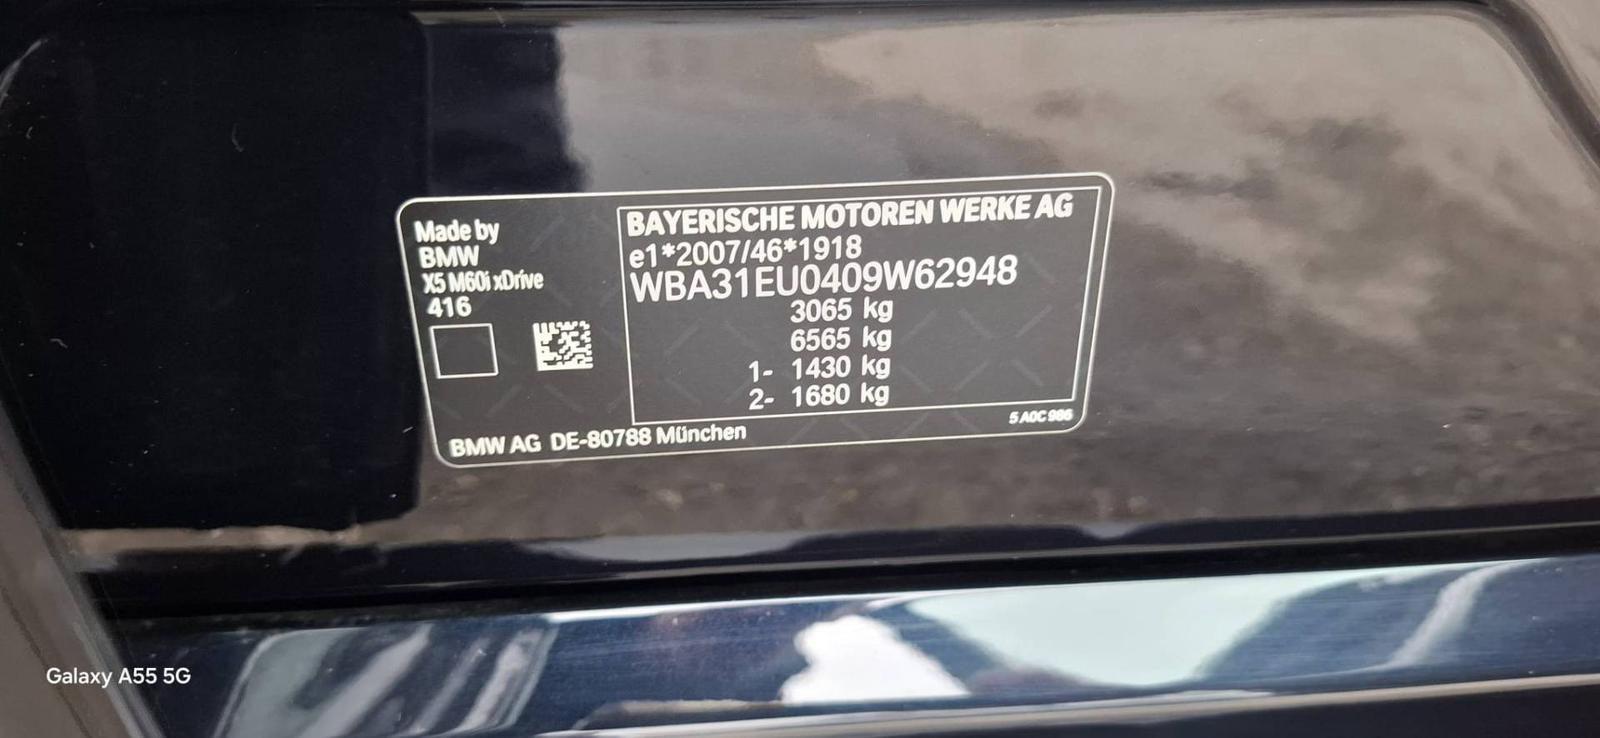 Made by
BMW
X5 M60i xDrive
416
BAYERISCHE MOTOREN WERKE AG
e1*2007/46*1918
WBA31EU0409W62948
3065 kg
6565 kg
1- 1430 kg
2- 1680 kg
5 A0C 986
BMW AG DE-80788 München
Galaxy A55 5G